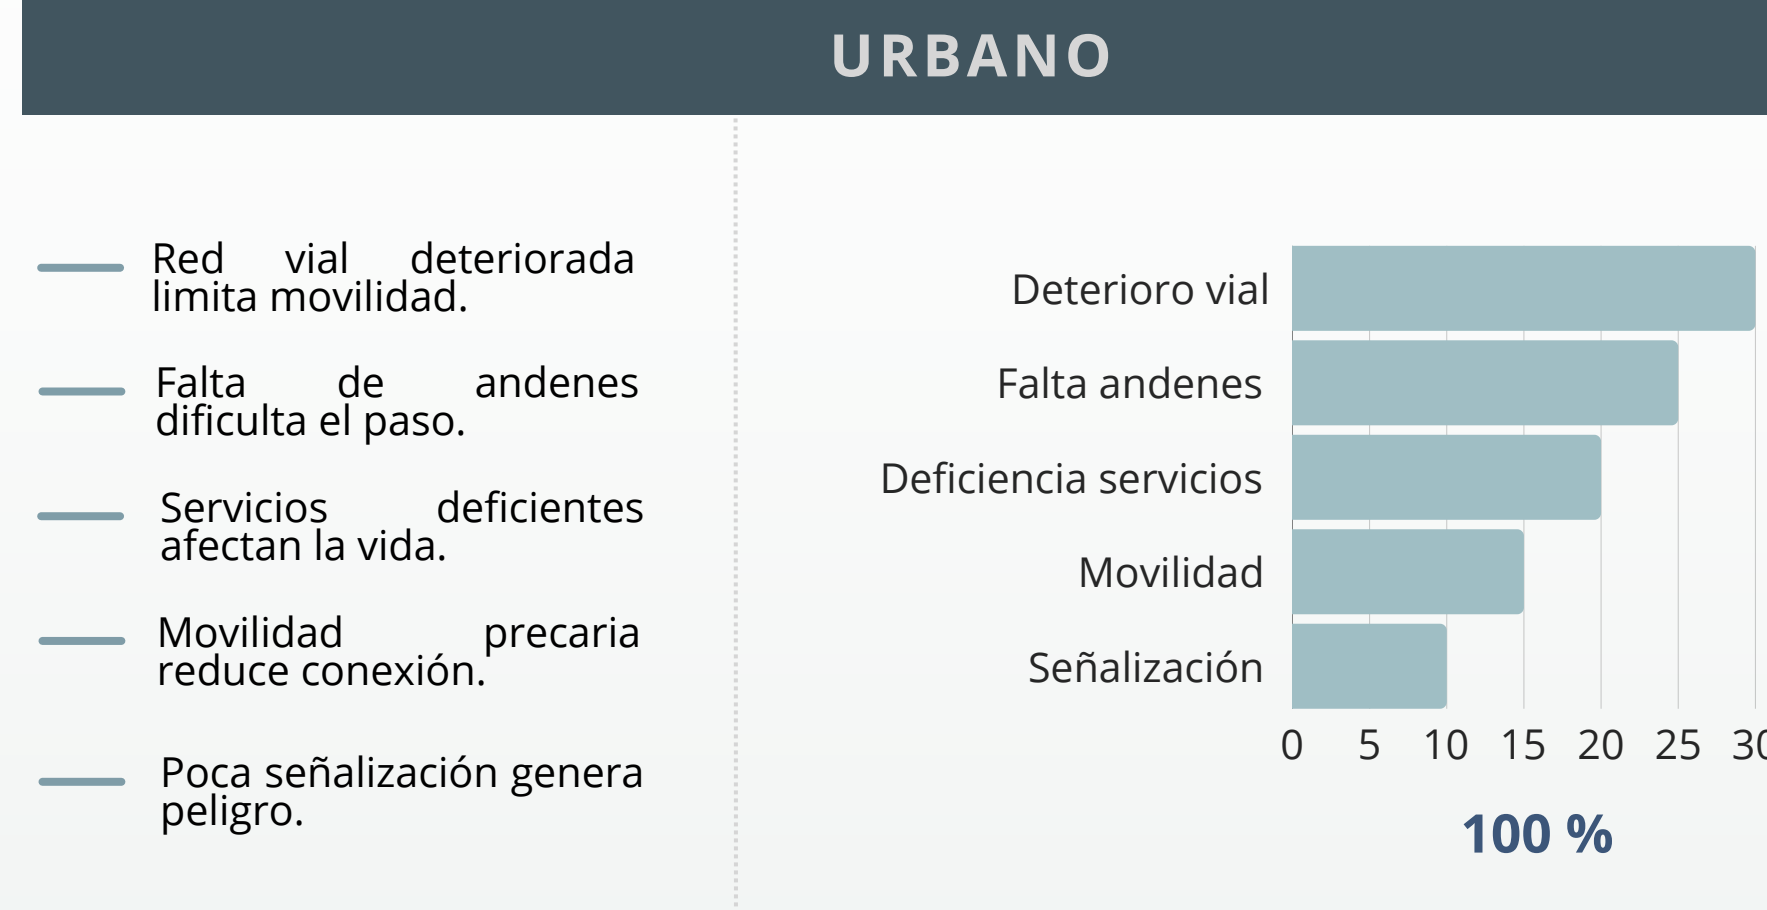 URBANO
Red vial deteriorada
limita movilidad.
Falta de andenes
dificulta el paso.
Servicios deficientes
afectan la vida.
Movilidad precaria
reduce conexión.
Poca señalización genera
peligro.
Deterioro vial
Falta andenes
Deficiencia servicios
Movilidad
Señalización
0 5 10 15 20 25 30
100 %